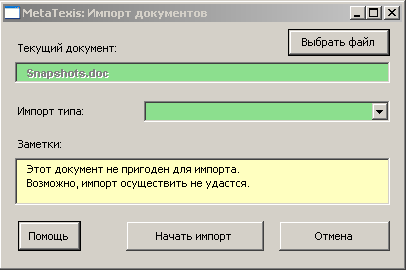 MetaTexis: Импорт документов
Выбрать файл
Текущий документ:
Snapshots.doc
Импорт типа:
Заметки:
Этот документ не пригоден для импорта.
Возможно, импорт осуществить не удастся.
Помощь
Начать импорт
Отмена